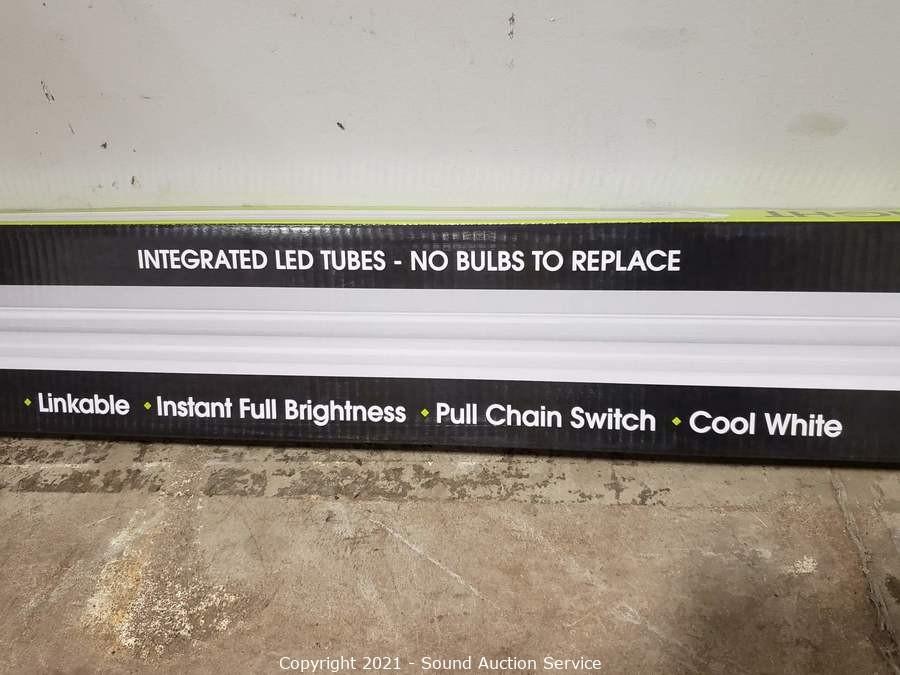 INTEGRATED LED TUBES - NO BULBS TO REPLACE
• Linkable • Instant Full Brightness • Pull Chain Switch • Cool White
Copyright 2021 - Sound Auction Service